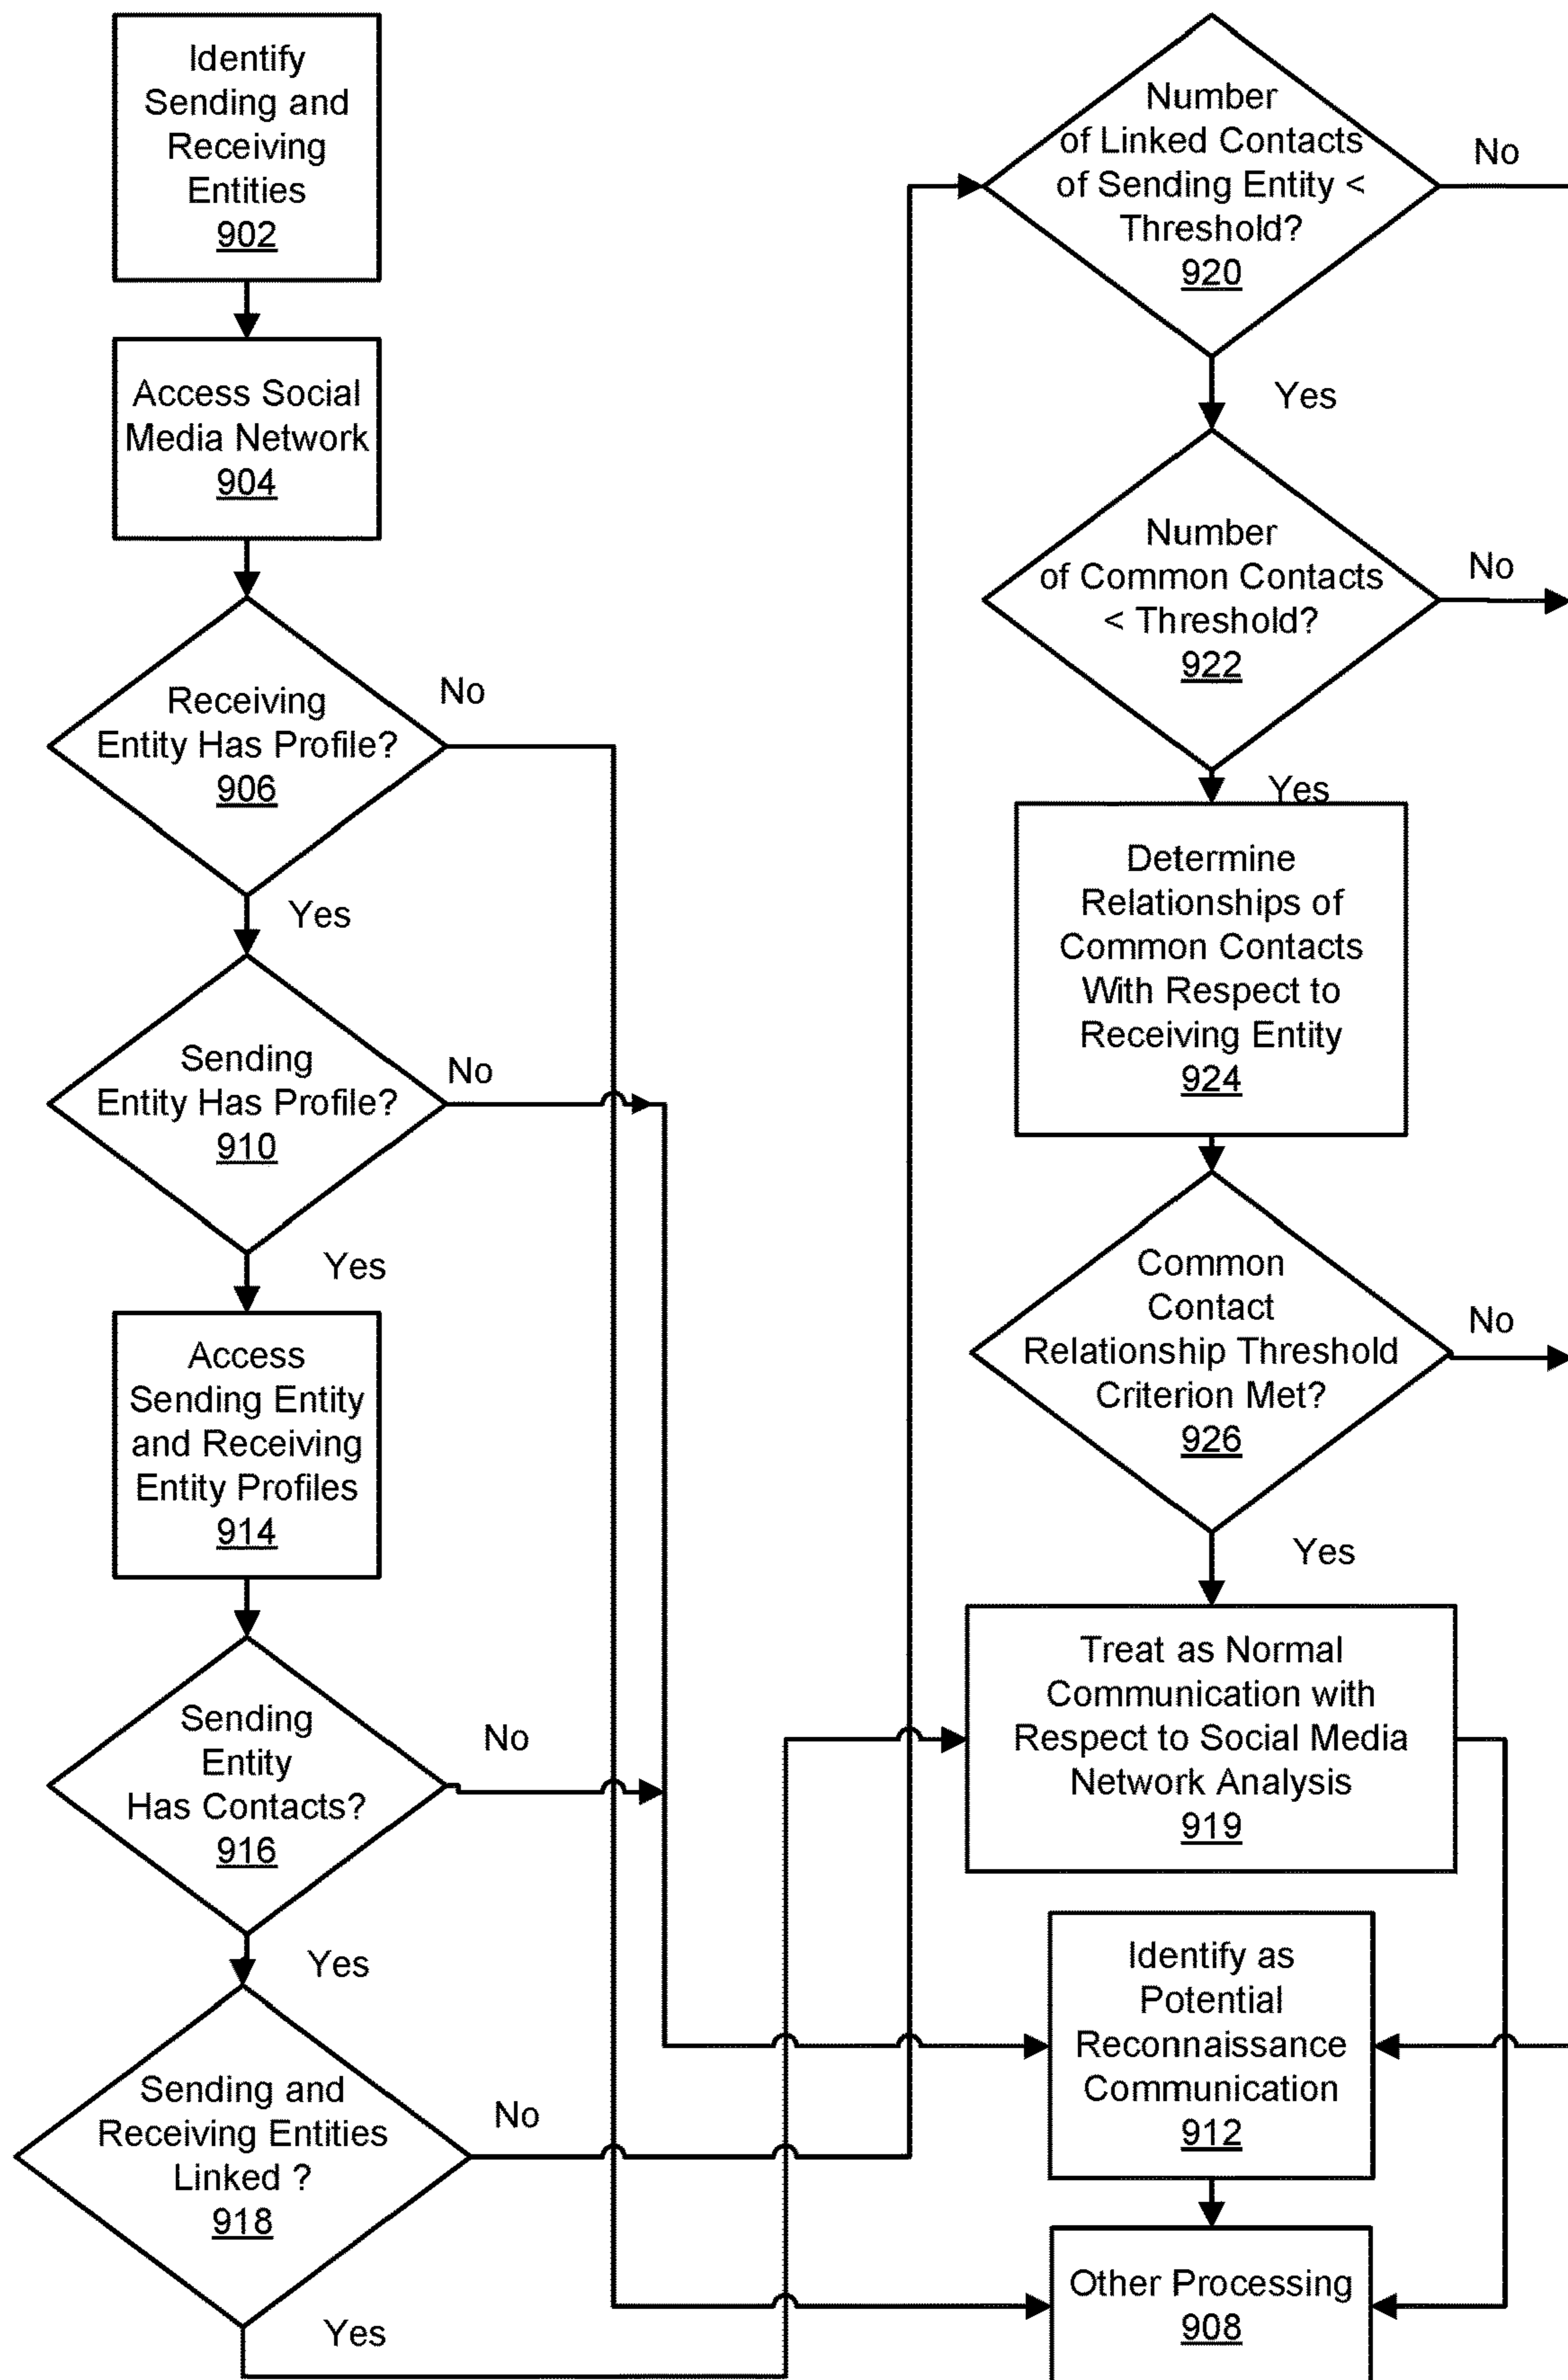 Identify
Sending and
Receiving
Entities
902
Access Social
Media Network
904
Receiving
Entity Has Profile?
906
No
Yes
Sending
Entity Has Profile?
910
No
Yes
Access
Sending Entity
and Receiving
Entity Profiles
914
Sending
Entity
Has Contacts?
916
No
Yes
Sending and
Receiving Entities
Linked ?
918
No
Yes
Number
of Linked Contacts
of Sending Entity <
Threshold?
920
No
Yes
Number
of Common Contacts
< Threshold?
922
No
Yes
Determine
Relationships of
Common Contacts
With Respect to
Receiving Entity
924
Common
Contact
Relationship Threshold
Criterion Met?
926
No
Yes
Treat as Normal
Communication with
Respect to Social Media
Network Analysis
919
Identify as
Potential
Reconnaissance
Communication
912
Other Processing
908